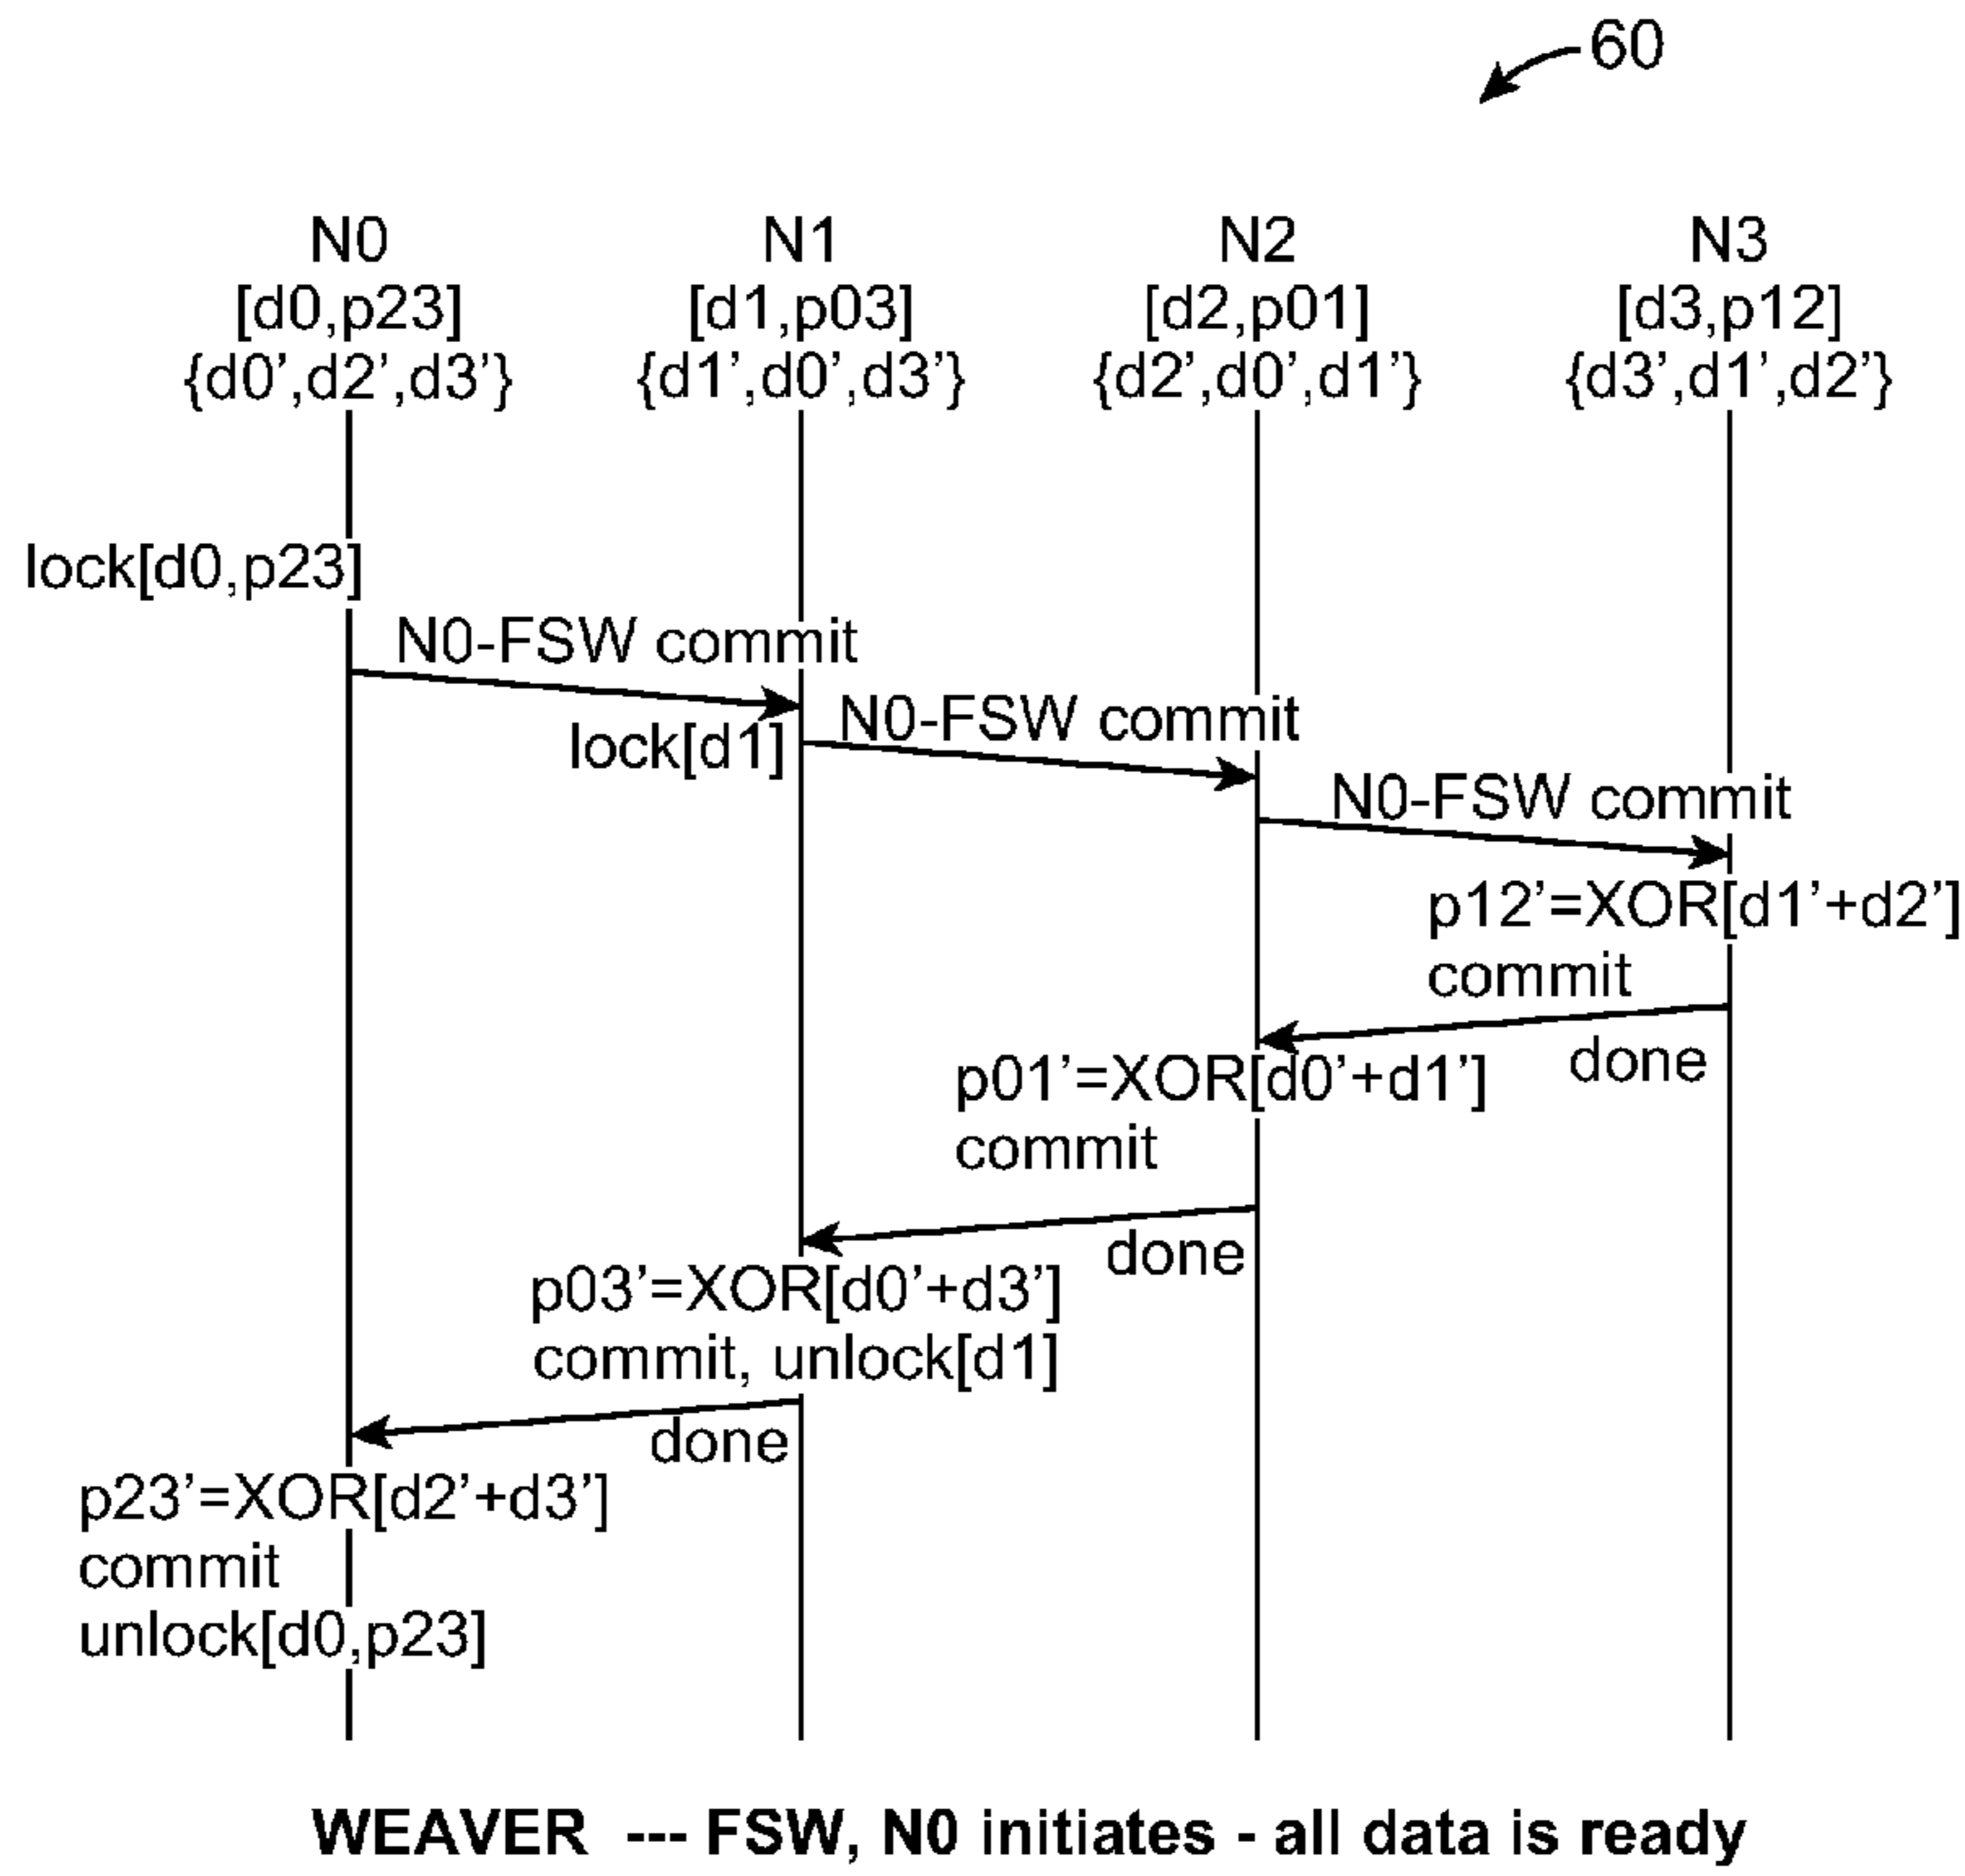 60
N0 N1 N2 N3
[d0,p23] [d1,p03] [d2,p01] [d3,p12]
{d0’,d2’,d3’} {d1’,d0’,d3’} {d2’,d0’,d1’} {d3’,d1’,d2’}
lock[d0,p23]
N0-FSW commit
lock[d1]
N0-FSW commit
N0-FSW commit
p12’=XOR[d1’+d2’]
commit
done
p01’=XOR[d0’+d1’]
commit
done
p03’=XOR[d0’+d3’]
commit, unlock[d1]
done
p23’=XOR[d2’+d3’]
commit
unlock[d0,p23]
WEAVER --- FSW, N0 initiates - all data is ready